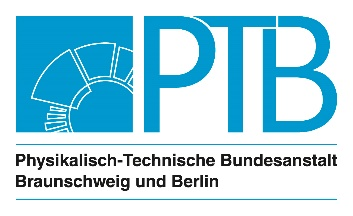 PTB
Physikalisch-Technische Bundesanstalt
Braunschweig und Berlin